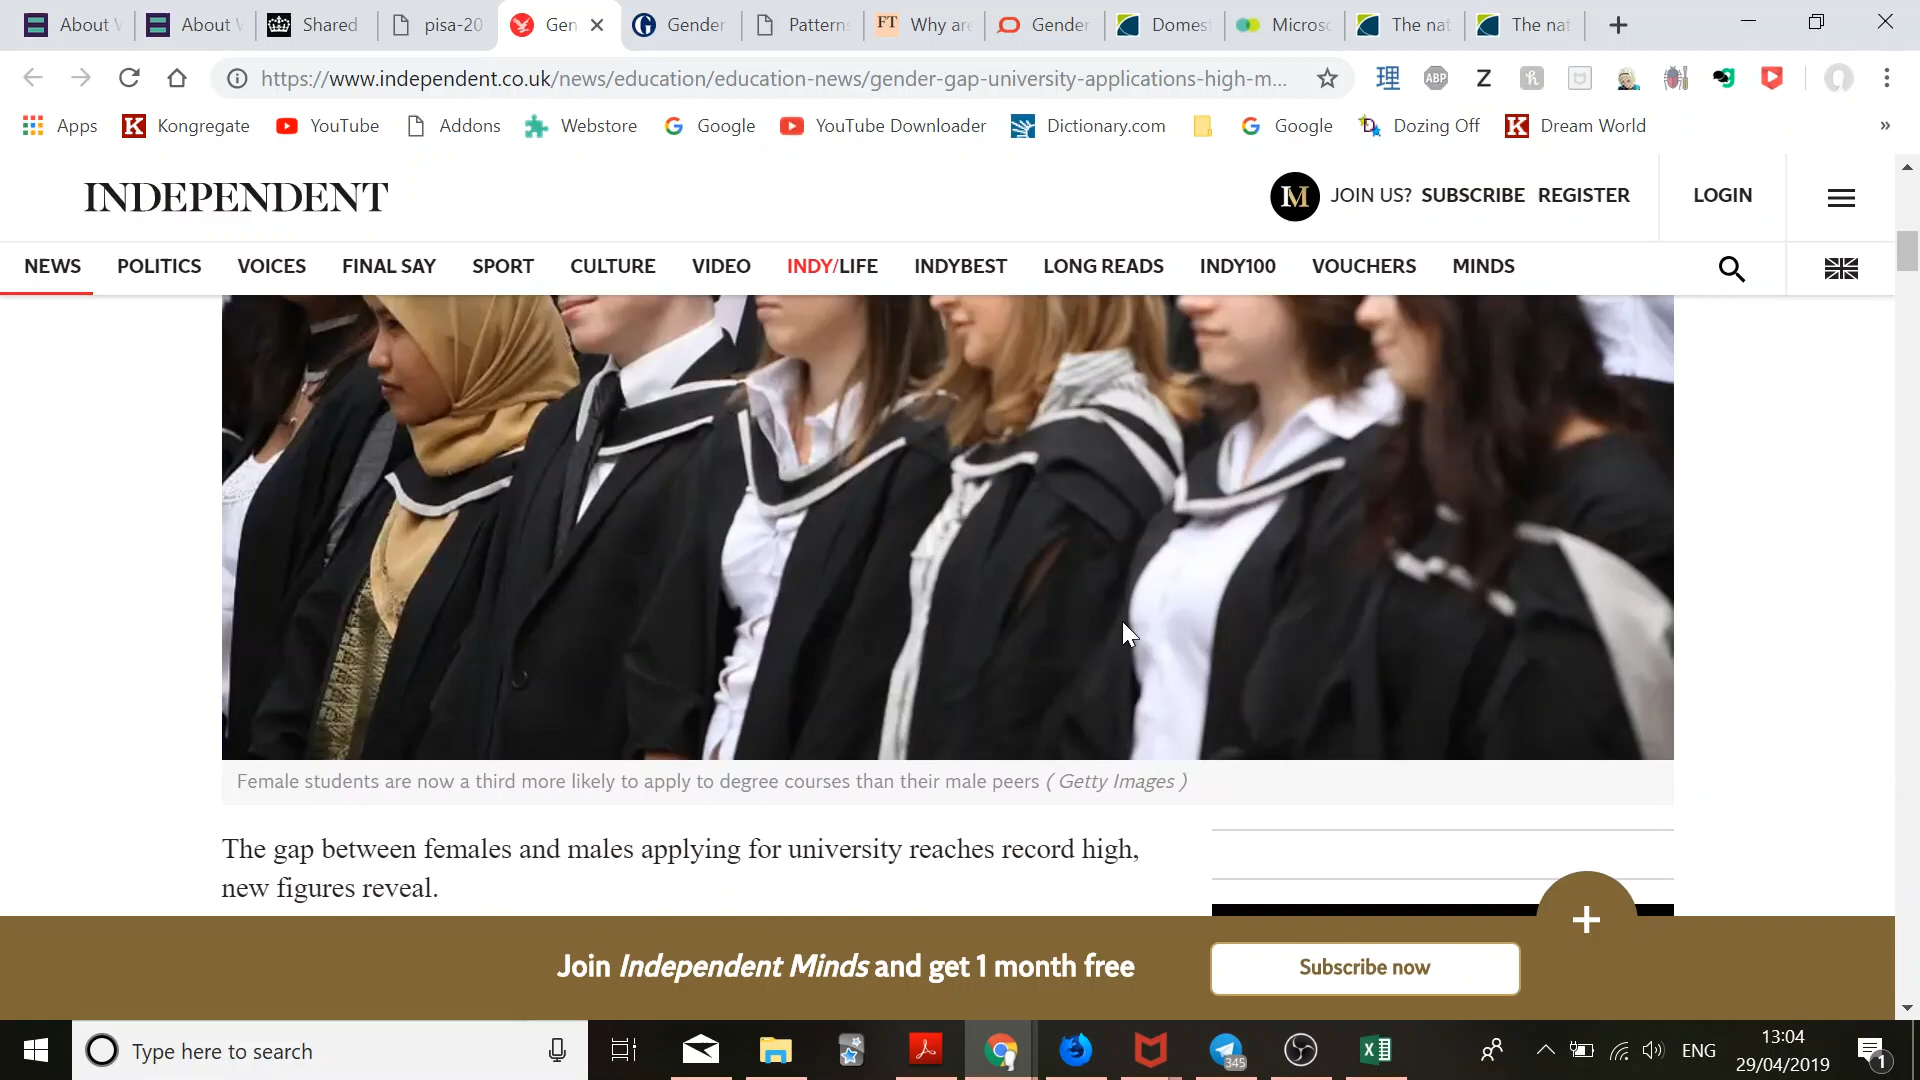 About W
About W
Shared
pisa-20
Gen
Gender
Patterns
FT Why are
Gender
Domest
Microso
The nat
The nat
https://www.independent.co.uk/news/education/education-news/gender-gap-university-applications-high-m...
理 ABP Z h
Apps
K Kongregate
YouTube
Addons
Webstore
Google
YouTube Downloader
Dictionary.com
Google
Dozing Off
K Dream World
»
INDEPENDENT
M JOIN US? SUBSCRIBE REGISTER
LOGIN
NEWS POLITICS VOICES FINAL SAY SPORT CULTURE VIDEO INDY/LIFE INDYBEST LONG READS INDY100 VOUCHERS MINDS
Female students are now a third more likely to apply to degree courses than their male peers ( Getty Images )
The gap between females and males applying for university reaches record high,
new figures reveal.
+
Join Independent Minds and get 1 month free
Subscribe now
Type here to search
345
ENG
13:04
29/04/2019
1